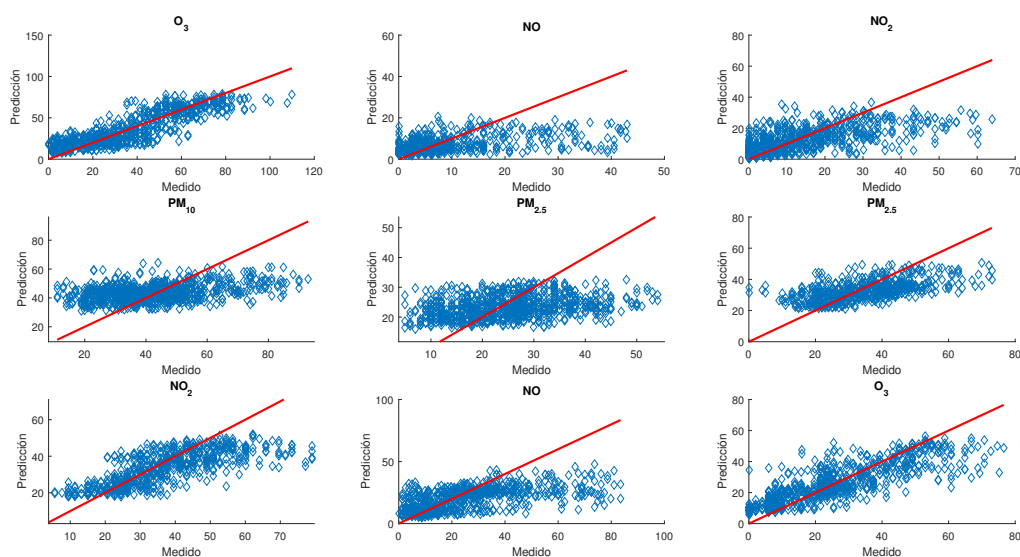 O3
150
100
50
0
Predicción
0 20 40 60 80 100 120
Medido
NO
60
40
20
0
Predicción
0 10 20 30 40 50
Medido
NO2
80
60
40
20
0
Predicción
0 10 20 30 40 50 60 70
Medido
PM10
80
60
40
20
Predicción
20 40 60 80
Medido
PM2.5
50
40
30
20
Predicción
10 20 30 40 50
Medido
PM2.5
80
60
40
20
0
Predicción
0 20 40 60 80
Medido
NO2
60
40
20
Predicción
10 20 30 40 50 60 70
Medido
NO
100
50
0
Predicción
0 20 40 60 80 100
Medido
O3
80
60
40
20
0
Predicción
0 20 40 60 80
Medido